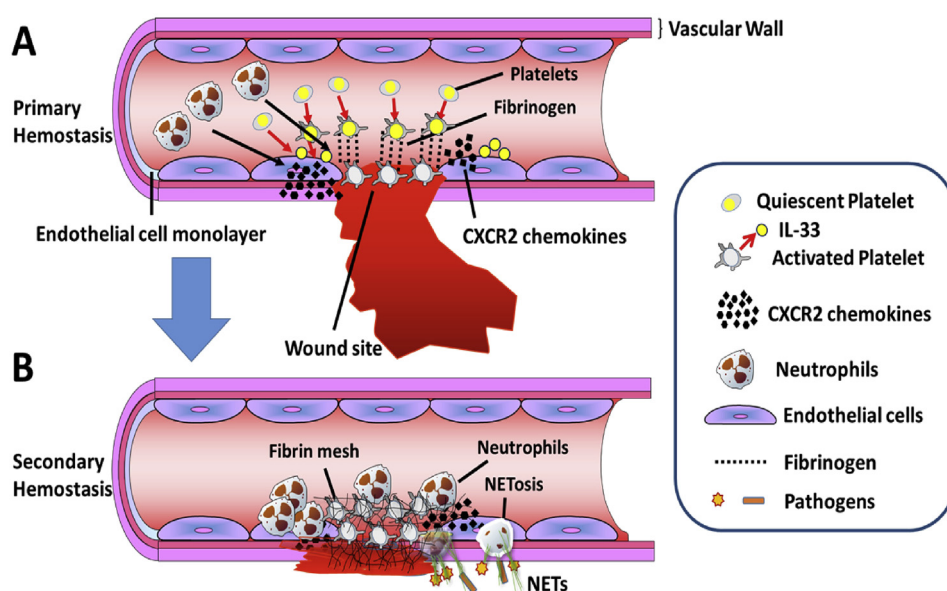 A
Primary
Hemostasis
Vascular Wall
Platelets
Fibrinogen
Endothelial cell monolayer
CXCR2 chemokines
Wound site
B
Secondary
Hemostasis
Fibrin mesh
Neutrophils
NETosis
NETs
Quiescent Platelet
IL-33
Activated Platelet
CXCR2 chemokines
Neutrophils
Endothelial cells
Fibrinogen
Pathogens